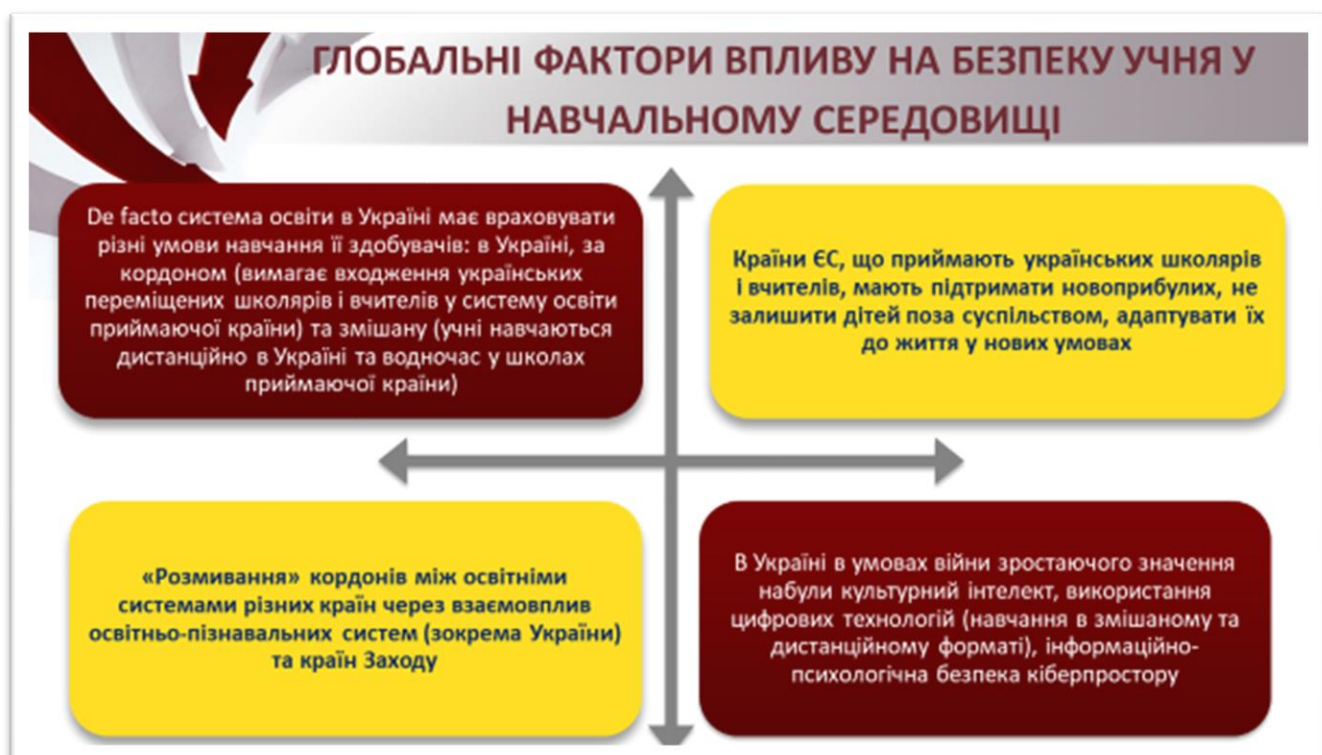 ГЛОБАЛЬНІ ФАКТОРИ ВПЛИВУ НА БЕЗПЕКУ УЧНЯ У
НАВЧАЛЬНОМУ СЕРЕДОВИЩІ
De facto система освіти в Україні має враховувати
різні умови навчання її здобувачів: в Україні, за
кордоном (вимагає входження українських
переміщених школярів і вчителів у систему освіти
приймаючої країни) та змішану (учні навчаються
дистанційно в Україні та водночас у школах
приймаючої країни)
Країни ЄС, що приймають українських школярів
і вчителів, мають підтримати новоприбулих, не
залишити дітей поза суспільством, адаптувати їх
до життя у нових умовах
«Розмивання» кордонів між освітніми
системами різних країн через взаємовплив
освітньо-пізнавальних систем (зокрема України)
та країн Заходу
В Україні в умовах війни зростаючого значення
набули культурний інтелект, використання
цифрових технологій (навчання в змішаному та
дистанційному форматі), інформаційно-
психологічна безпека кіберпростору